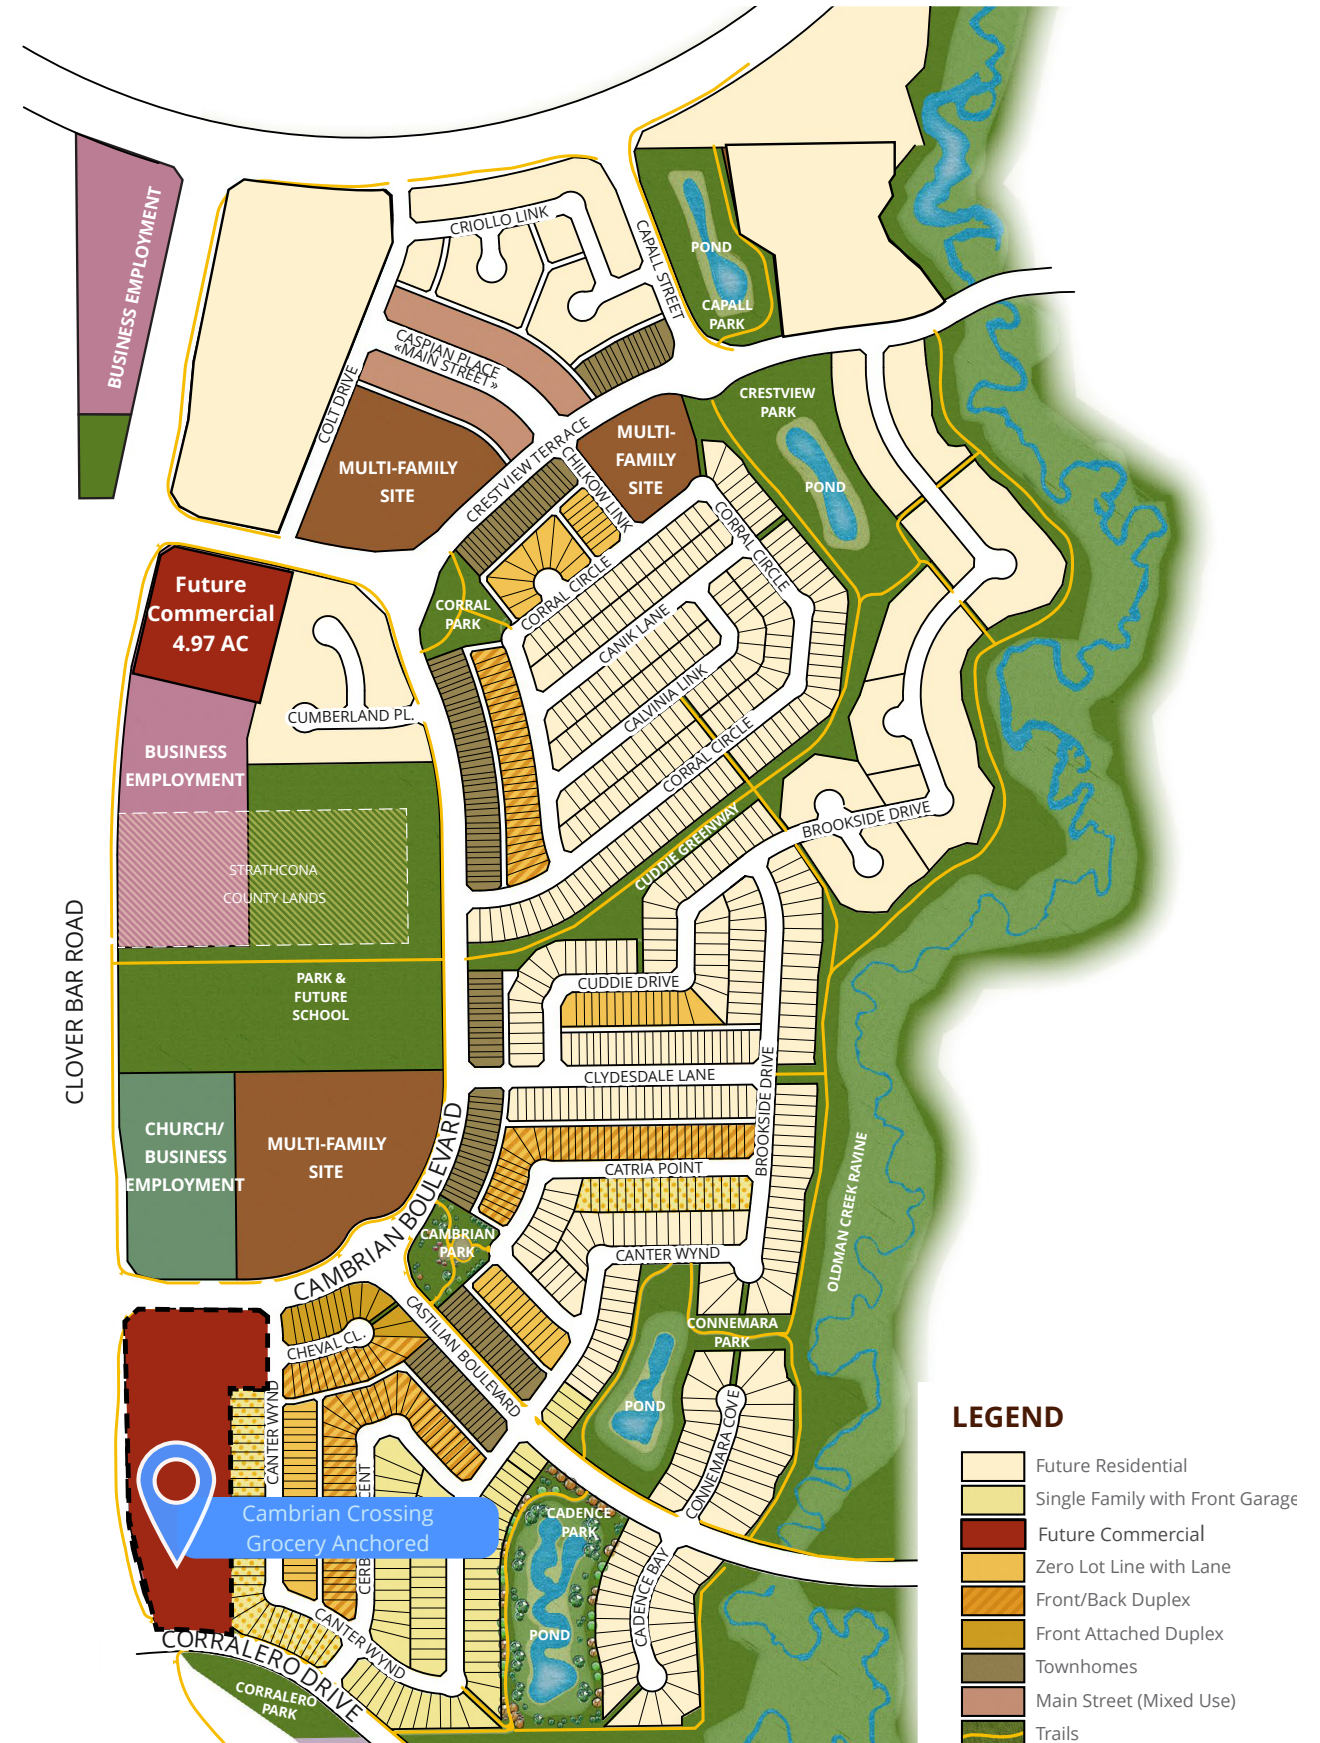 CRIOLLO LINK
BUSINESS EMPLOYMENT
CAPALL STREET
POND
CAPALL
PARK
CASPIAN PLACE
«MAIN STREET»
COLT DRIVE
CRESTVIEW
PARK
MULTI-
FAMILY
SITE
MULTI-FAMILY
SITE
CRESTVIEW TERRACE
CHILKOW LINK
POND
CORRAL CIRCLE
Future
Commercial
4.97 AC
CORRAL
PARK
CORRAL CIRCLE
CANIK LANE
CALVINIA LINK
CORRAL CIRCLE
CUMBERLAND PL.
BUSINESS
EMPLOYMENT
BROOKSIDE DRIVE
CUDDIE GREENWAY
STRATHCONA
COUNTY LANDS
CLOVER BAR ROAD
PARK &
FUTURE
SCHOOL
CUDDIE DRIVE
CLYDESDALE LANE
BROOKSIDE DRIVE
CHURCH/
BUSINESS
EMPLOYMENT
MULTI-FAMILY
SITE
CATRIA POINT
OLDMAN CREEK RAVINE
CAMBRIAN BOULEVARD
CAMBRIAN
PARK
CANTER WYND
CASTILIAN BOULEVARD
CHEVAL CL.
CONNEMARA
PARK
POND
CONNEMARA COVE
CANTER WYND
CERB
CENT
Cambrian Crossing
Grocery Anchored
CADENCE
PARK
CADENCE BAY
POND
CANTER WYND
CORRALERO DRIVE
CORRALERO
PARK
LEGEND
Future Residential
Single Family with Front Garage
Future Commercial
Zero Lot Line with Lane
Front/Back Duplex
Front Attached Duplex
Townhomes
Main Street (Mixed Use)
Trails